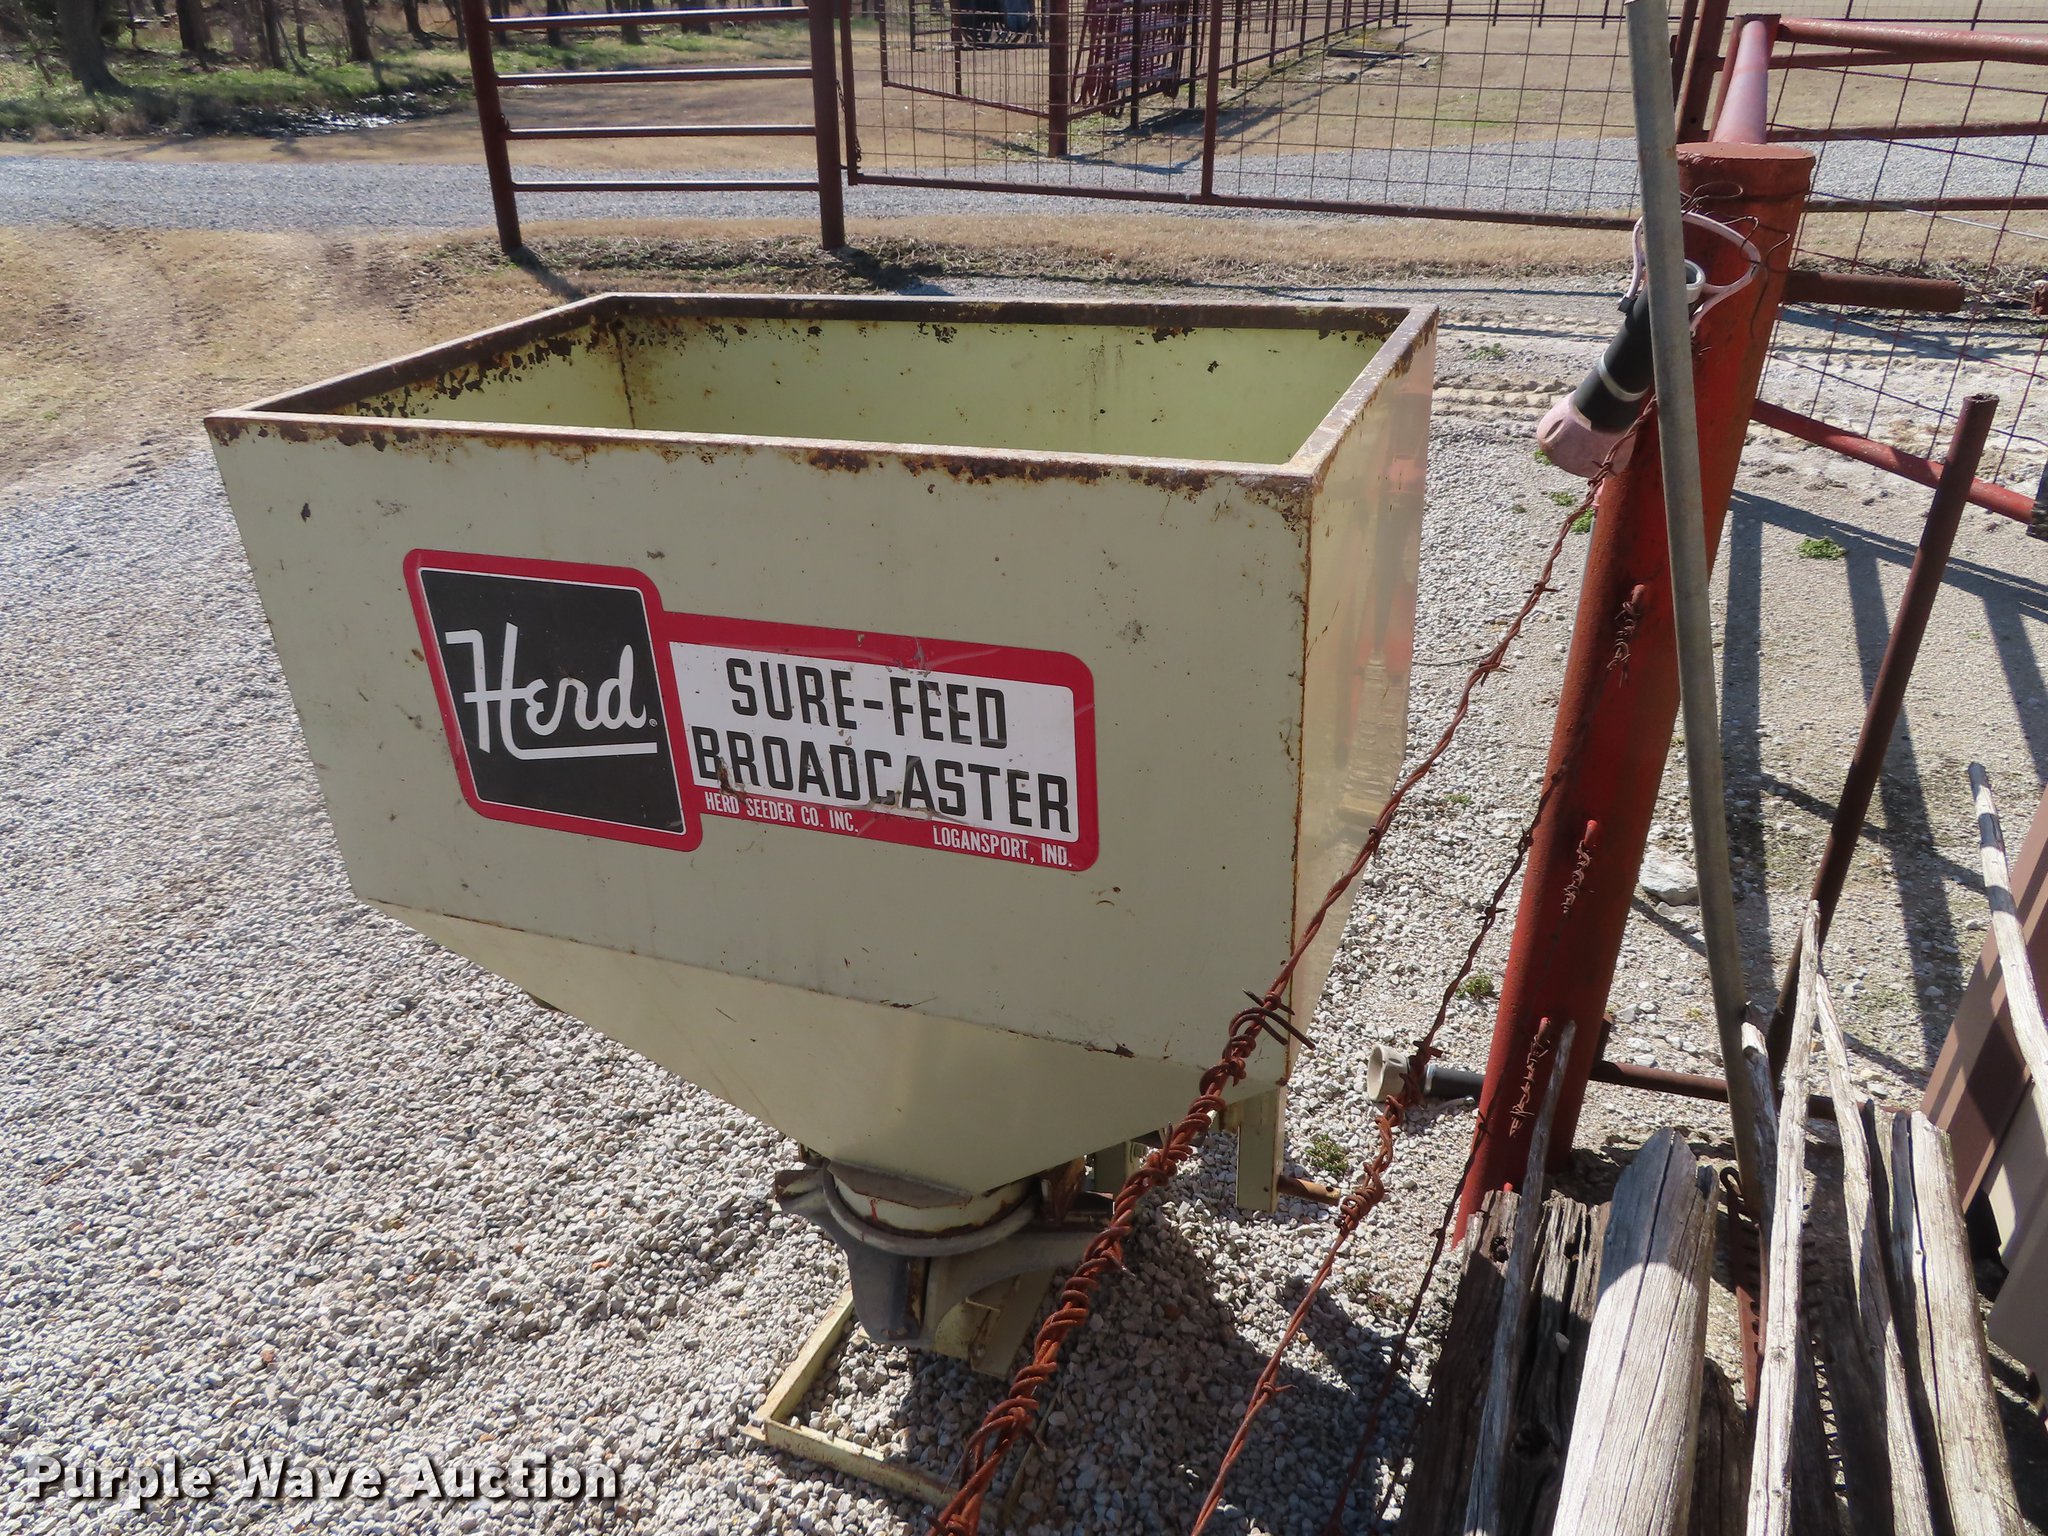 Herd®
SURE-FEED
BROADCASTER
HERD SEEDER CO. INC. LOGANSPORT, IND.
Purple Wave Auction